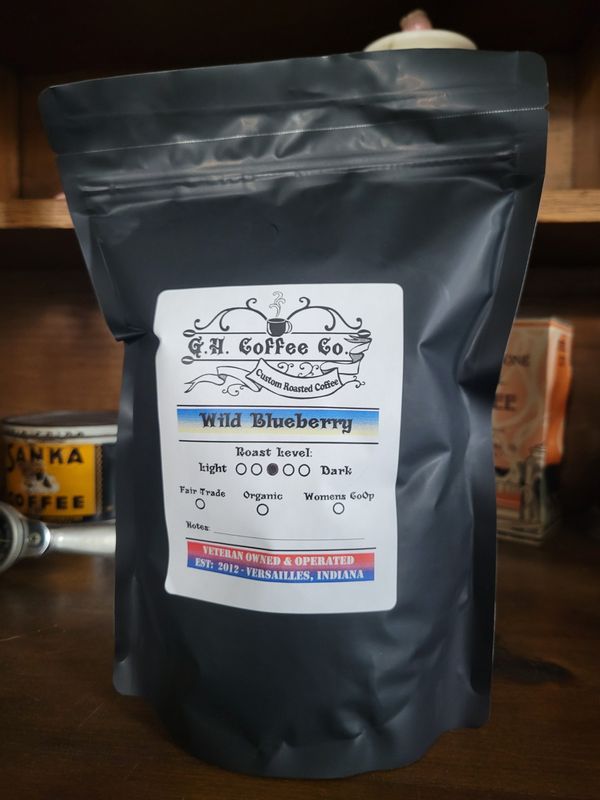 G.H. Coffee Co.
Custom Roasted Coffee
Wild Blueberry
Roast Level:
Light Dark
Fair Trade Organic Womens CoOp
Notes:
VETERAN OWNED & OPERATED
EST: 2012 - VERSAILLES, INDIANA
SANKA
COFFEE